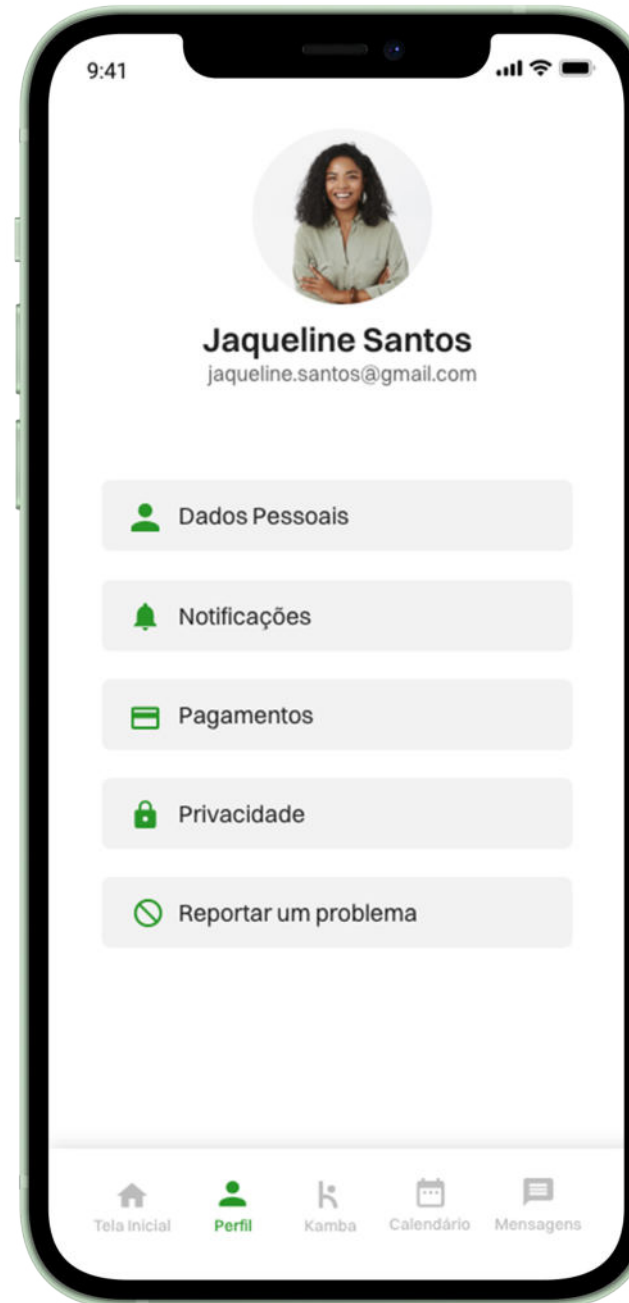 9:41
Jaqueline Santos
jaqueline.santos@gmail.com
Dados Pessoais
Notificações
Pagamentos
Privacidade
Reportar um problema
Tela Inicial
Perfil
Kamba
Calendário
Mensagens